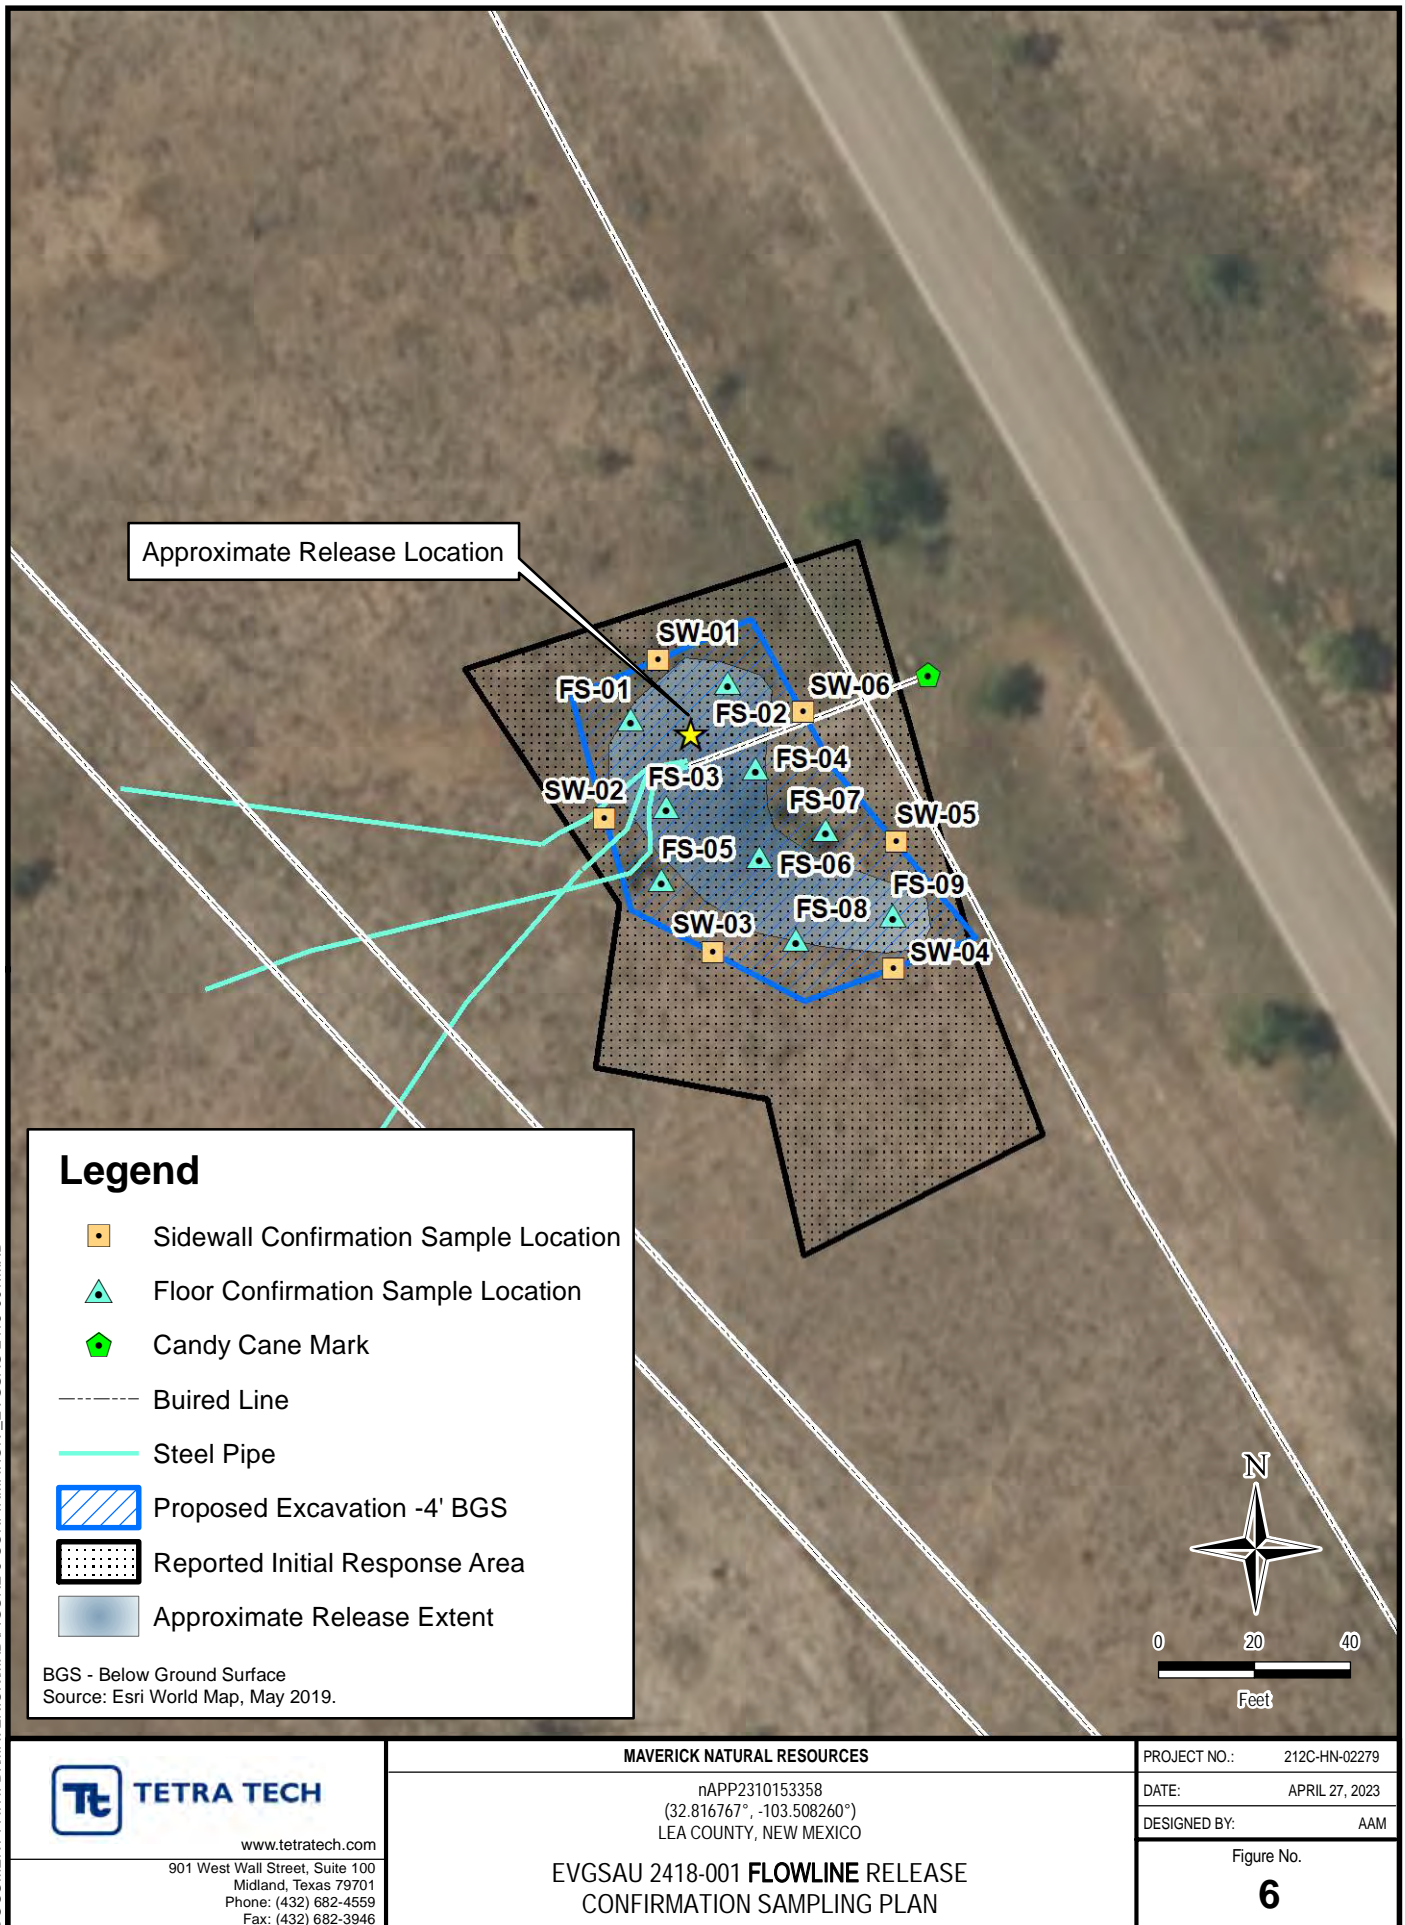 Approximate Release Location
SW-01
FS-01
SW-06
FS-02
FS-04
FS-03
SW-02
FS-07
SW-05
FS-05
FS-06
FS-09
FS-08
SW-03
SW-04
Legend
Sidewall Confirmation Sample Location
Floor Confirmation Sample Location
Candy Cane Mark
Buired Line
Steel Pipe
Proposed Excavation -4' BGS
Reported Initial Response Area
Approximate Release Extent
BGS - Below Ground Surface
Source: Esri World Map, May 2019.
N
0 20 40
Feet
Tt TETRA TECH
www.tetratech.com
901 West Wall Street, Suite 100
Midland, Texas 79701
Phone: (432) 682-4559
Fax: (432) 682-3946
MAVERICK NATURAL RESOURCES
nAPP2310153358
(32.816767°, -103.508260°)
LEA COUNTY, NEW MEXICO
EVGSAU 2418-001 FLOWLINE RELEASE
CONFIRMATION SAMPLING PLAN
PROJECT NO.: 212C-HN-02279
DATE: APRIL 27, 2023
DESIGNED BY: AAM
Figure No.
6